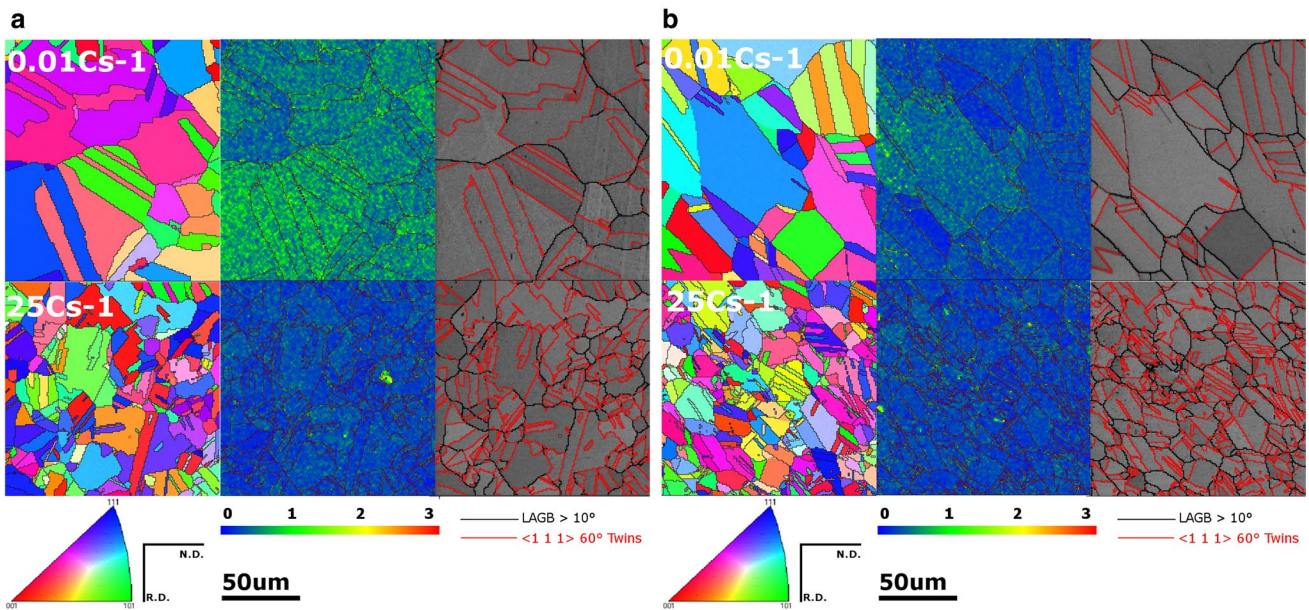 a
0.01Cs-1
25Cs-1
111
001
101
N.D.
R.D.
0 1 2 3
50um
LAGB > 10°
<1 1 1> 60° Twins
b
0.01Cs-1
25Cs-1
111
001
101
N.D.
R.D.
0 1 2 3
50um
LAGB > 10°
<1 1 1> 60° Twins